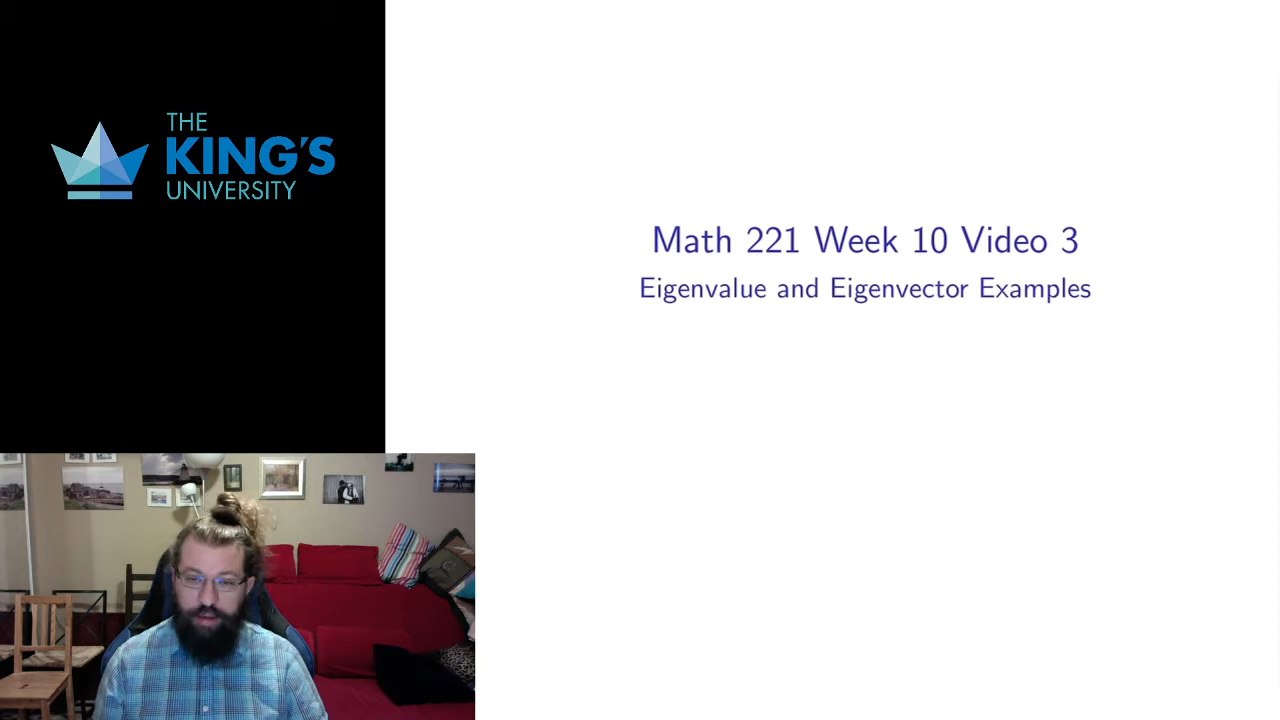 THE
KING'S
UNIVERSITY
Math 221 Week 10 Video 3
Eigenvalue and Eigenvector Examples